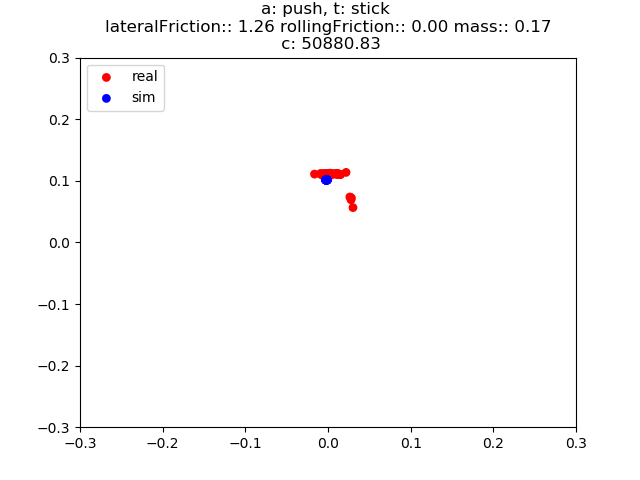 a: push, t: stick
lateralFriction:: 1.26 rollingFriction:: 0.00 mass:: 0.17
c: 50880.83
real
sim
0.3
0.2
0.1
0.0
−0.1
−0.2
−0.3
−0.3 −0.2 −0.1 0.0 0.1 0.2 0.3